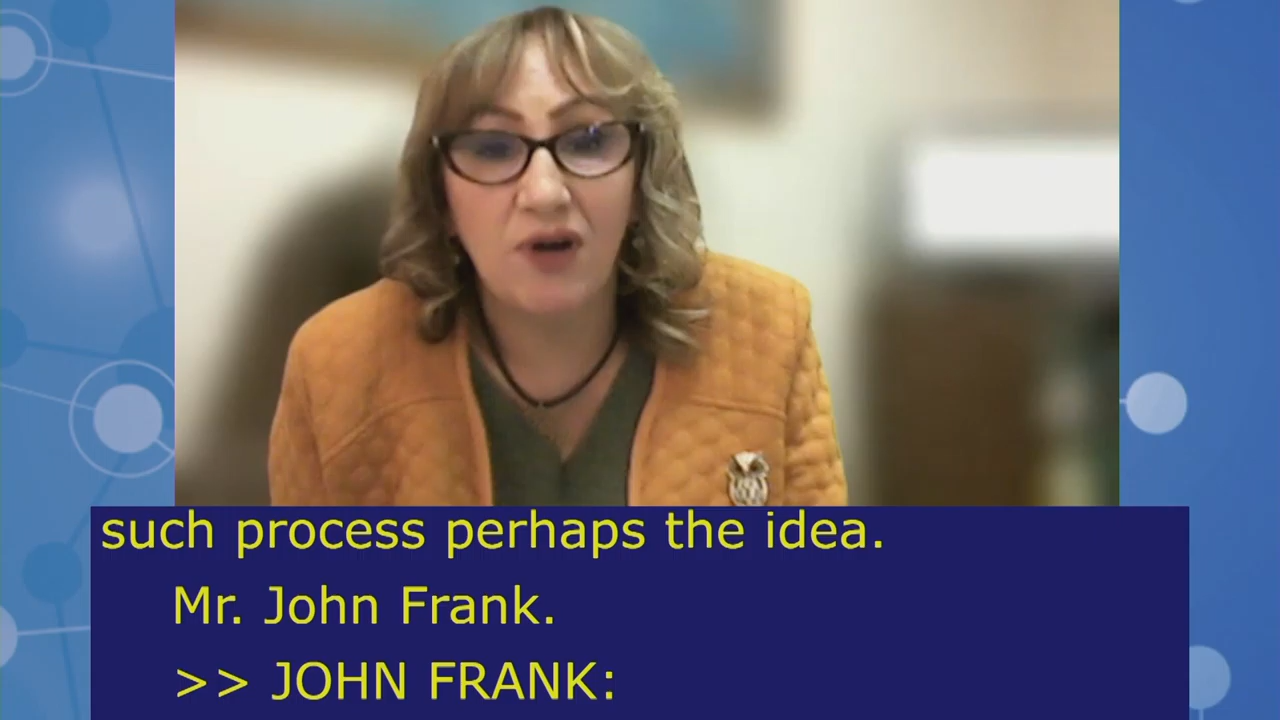 such process perhaps the idea.
Mr. John Frank.
>> JOHN FRANK: